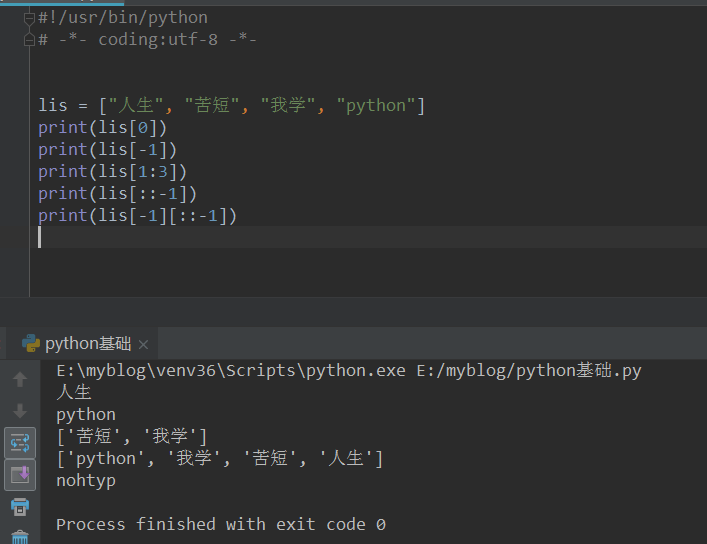 #!/usr/bin/python
# -*- coding:utf-8 -*-
lis = ["人生", "苦短", "我学", "python"]
print(lis[0])
print(lis[-1])
print(lis[1:3])
print(lis[::-1])
print(lis[-1][::-1])
python基础
E:\myblog\venv36\Scripts\python.exe E:/myblog/python基础.py
人生
python
['苦短', '我学']
['python', '我学', '苦短', '人生']
nohtyp
Process finished with exit code 0